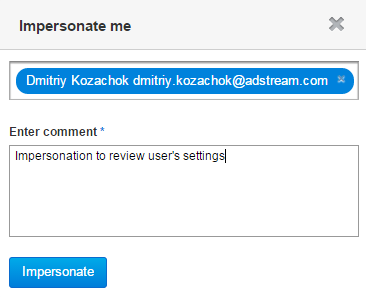 Impersonate me
Dmitriy Kozachok dmitriy.kozachok@adstream.com
Enter comment *
Impersonation to review user's settings
Impersonate